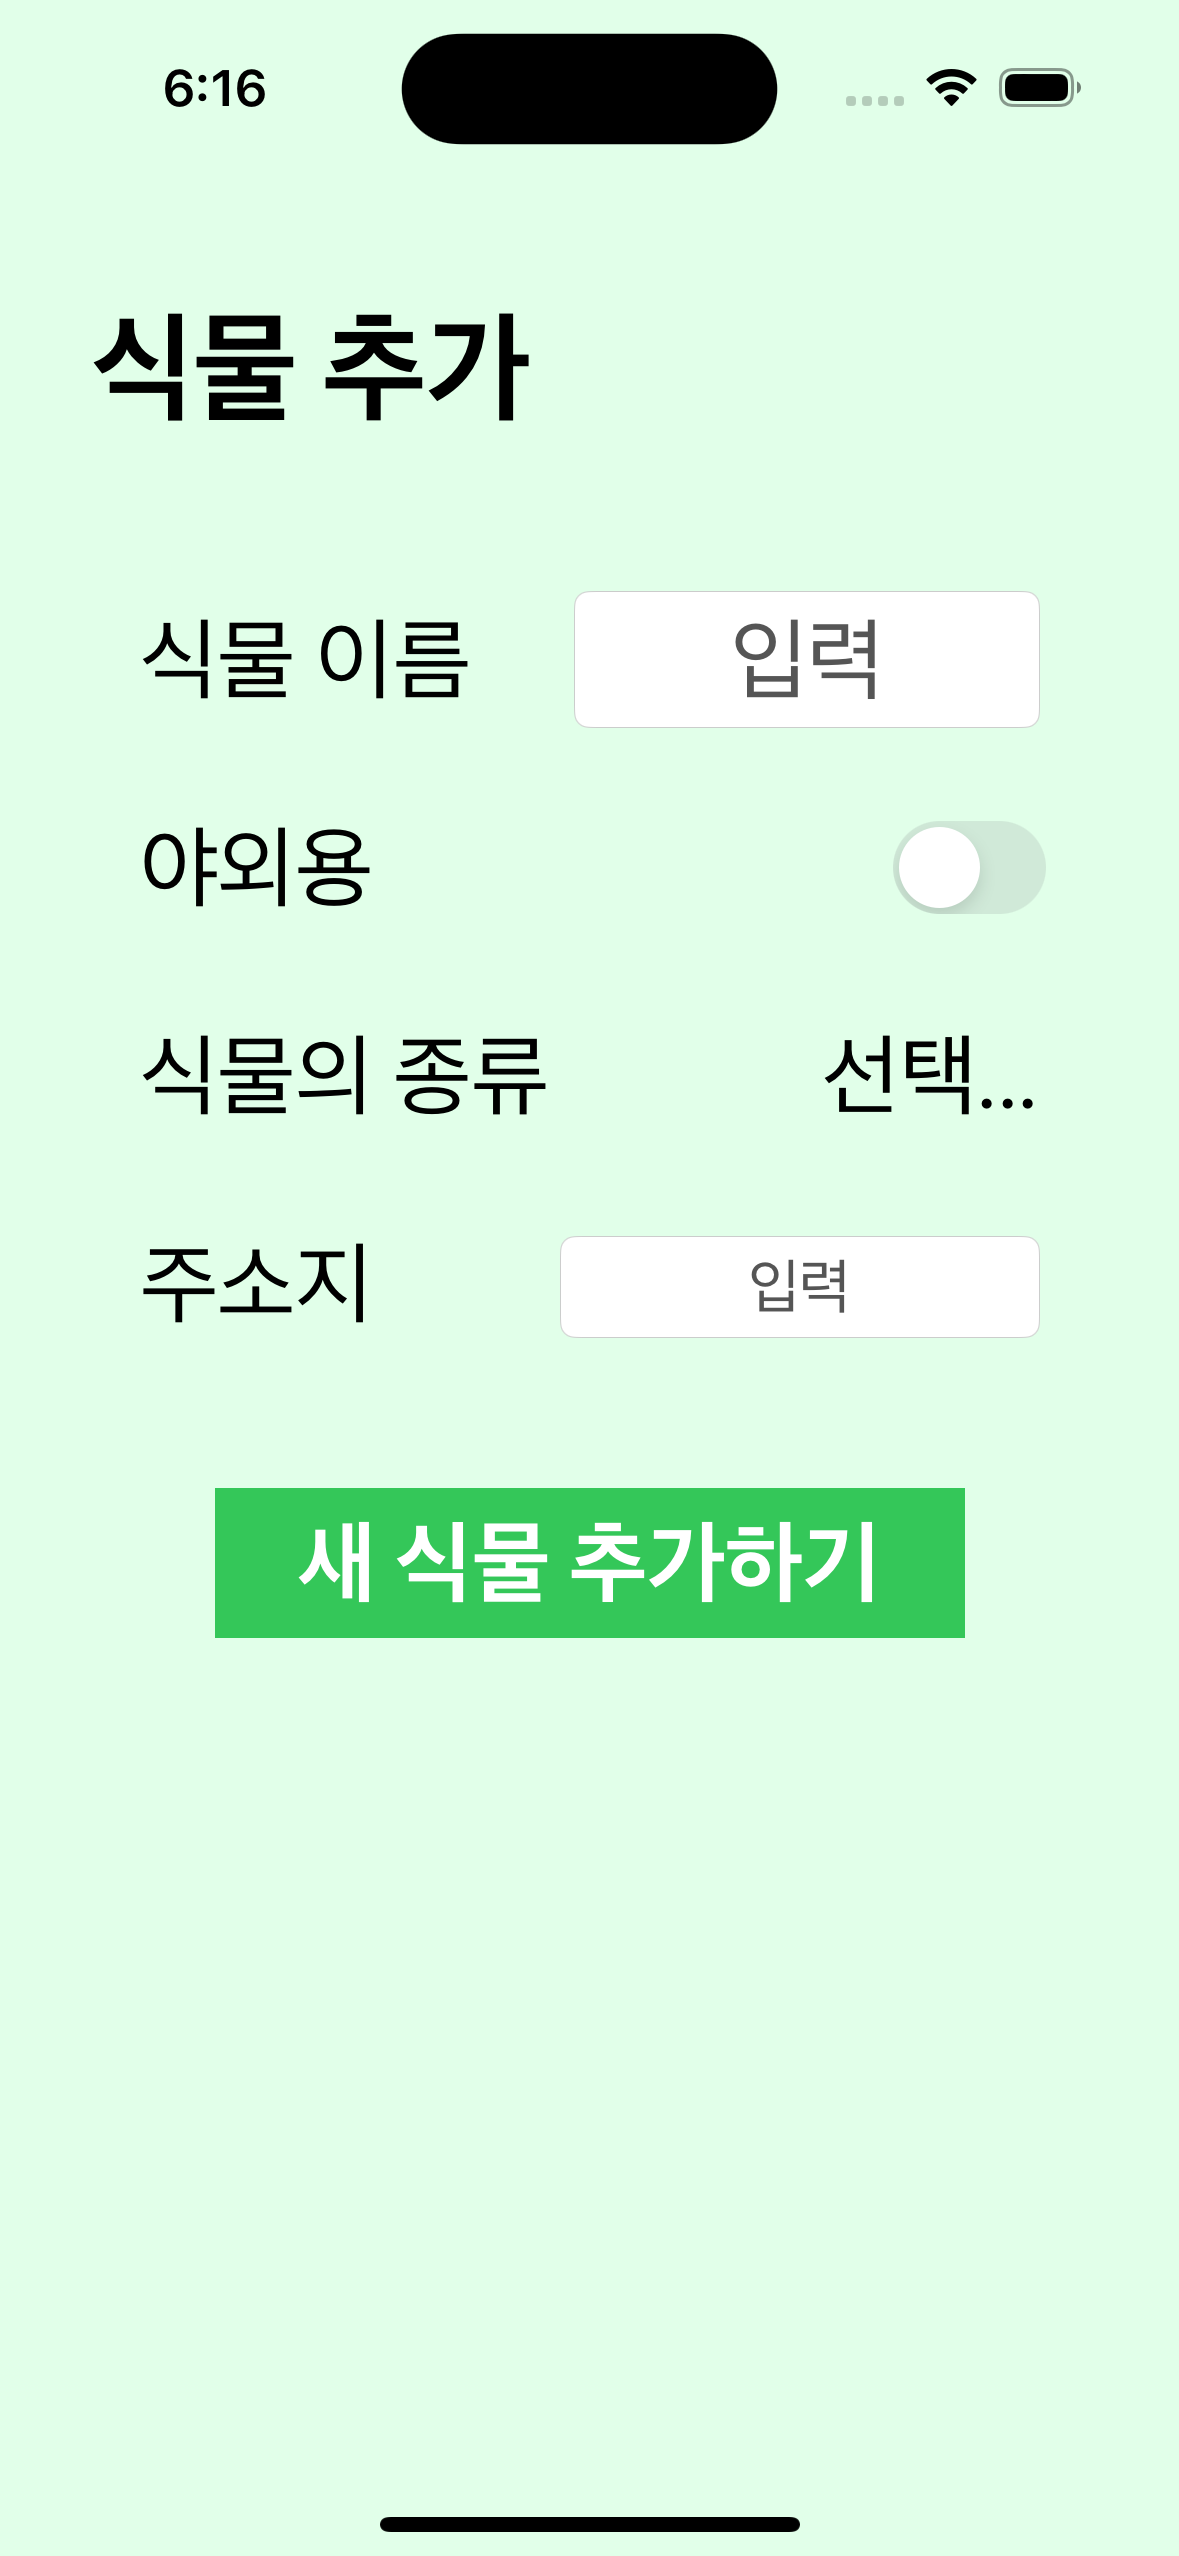 6:16
식물 추가
식물 이름 입력
야외용
식물의 종류 선택...
주소지 입력
새 식물 추가하기